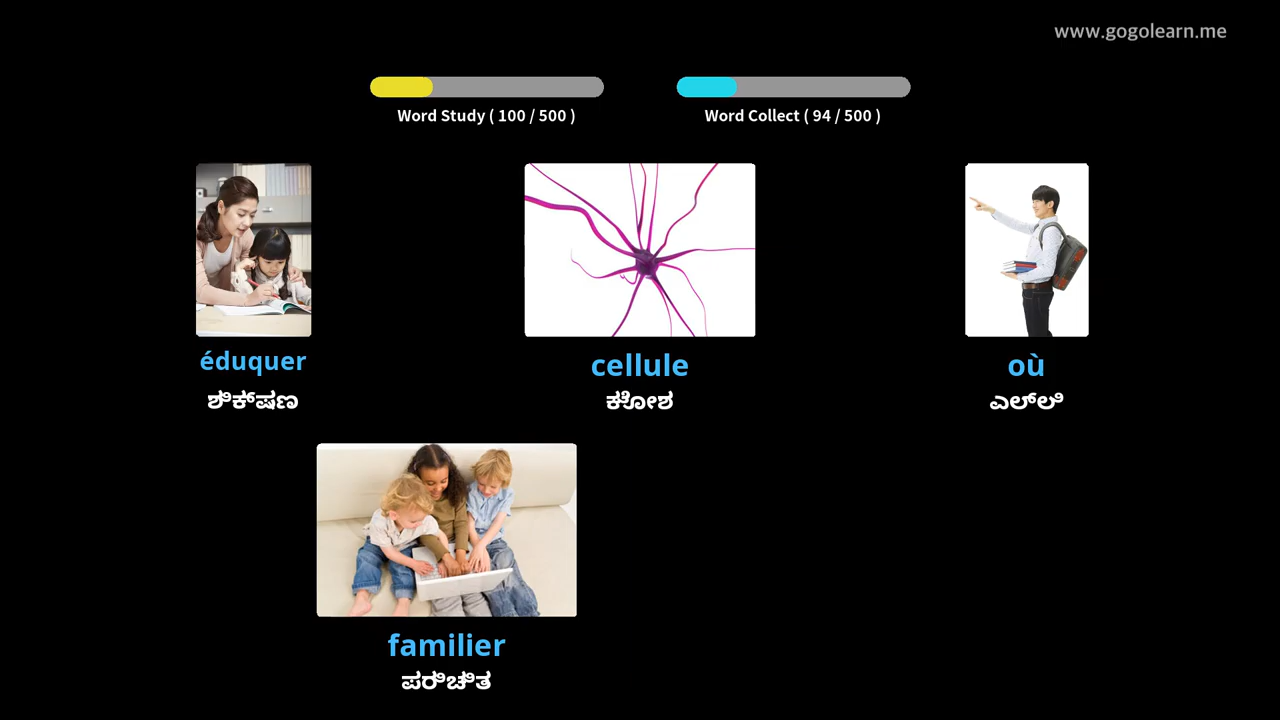 www.gogolearn.me
Word Study ( 100 / 500 )
Word Collect ( 94 / 500 )
éduquer
ಶಿಕ್ಷಣ
cellule
ಕೋಶ
où
ಎಲ್ಲಿ
familier
ಪರಿಚಿತ